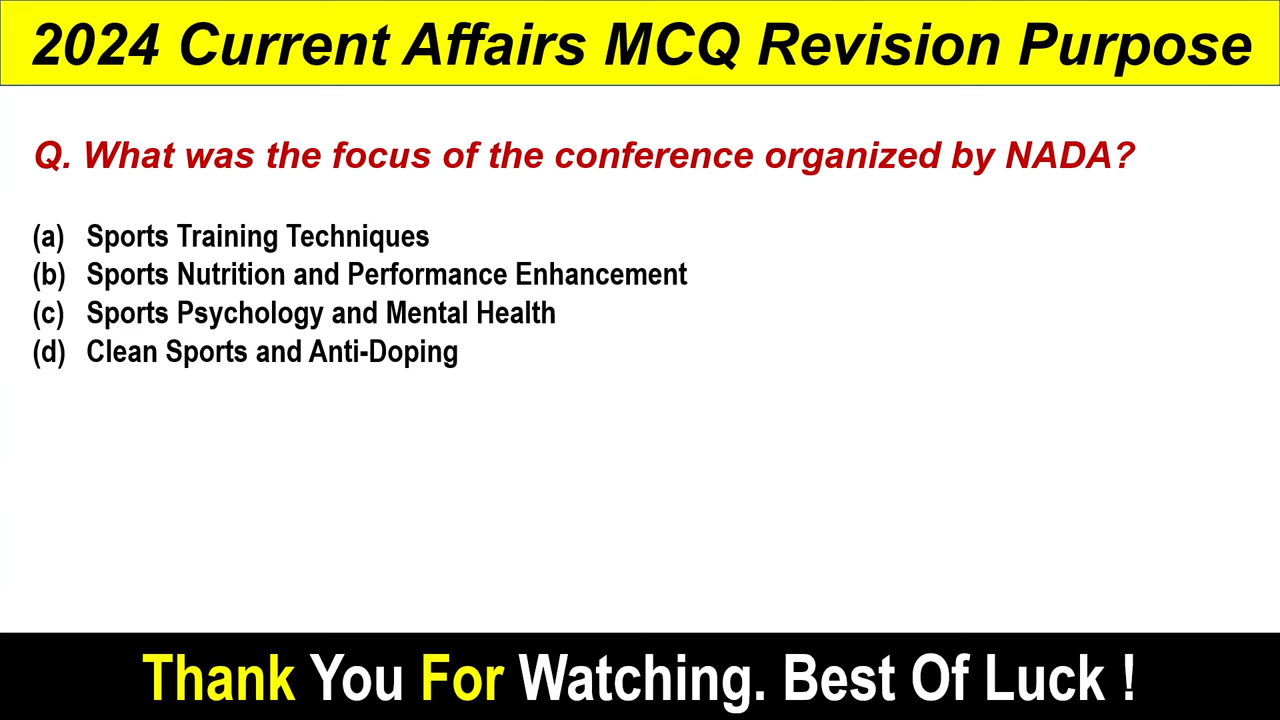 2024 Current Affairs MCQ Revision Purpose
Q. What was the focus of the conference organized by NADA?
(a) Sports Training Techniques
(b) Sports Nutrition and Performance Enhancement
(c) Sports Psychology and Mental Health
(d) Clean Sports and Anti-Doping
Thank You For Watching. Best Of Luck !